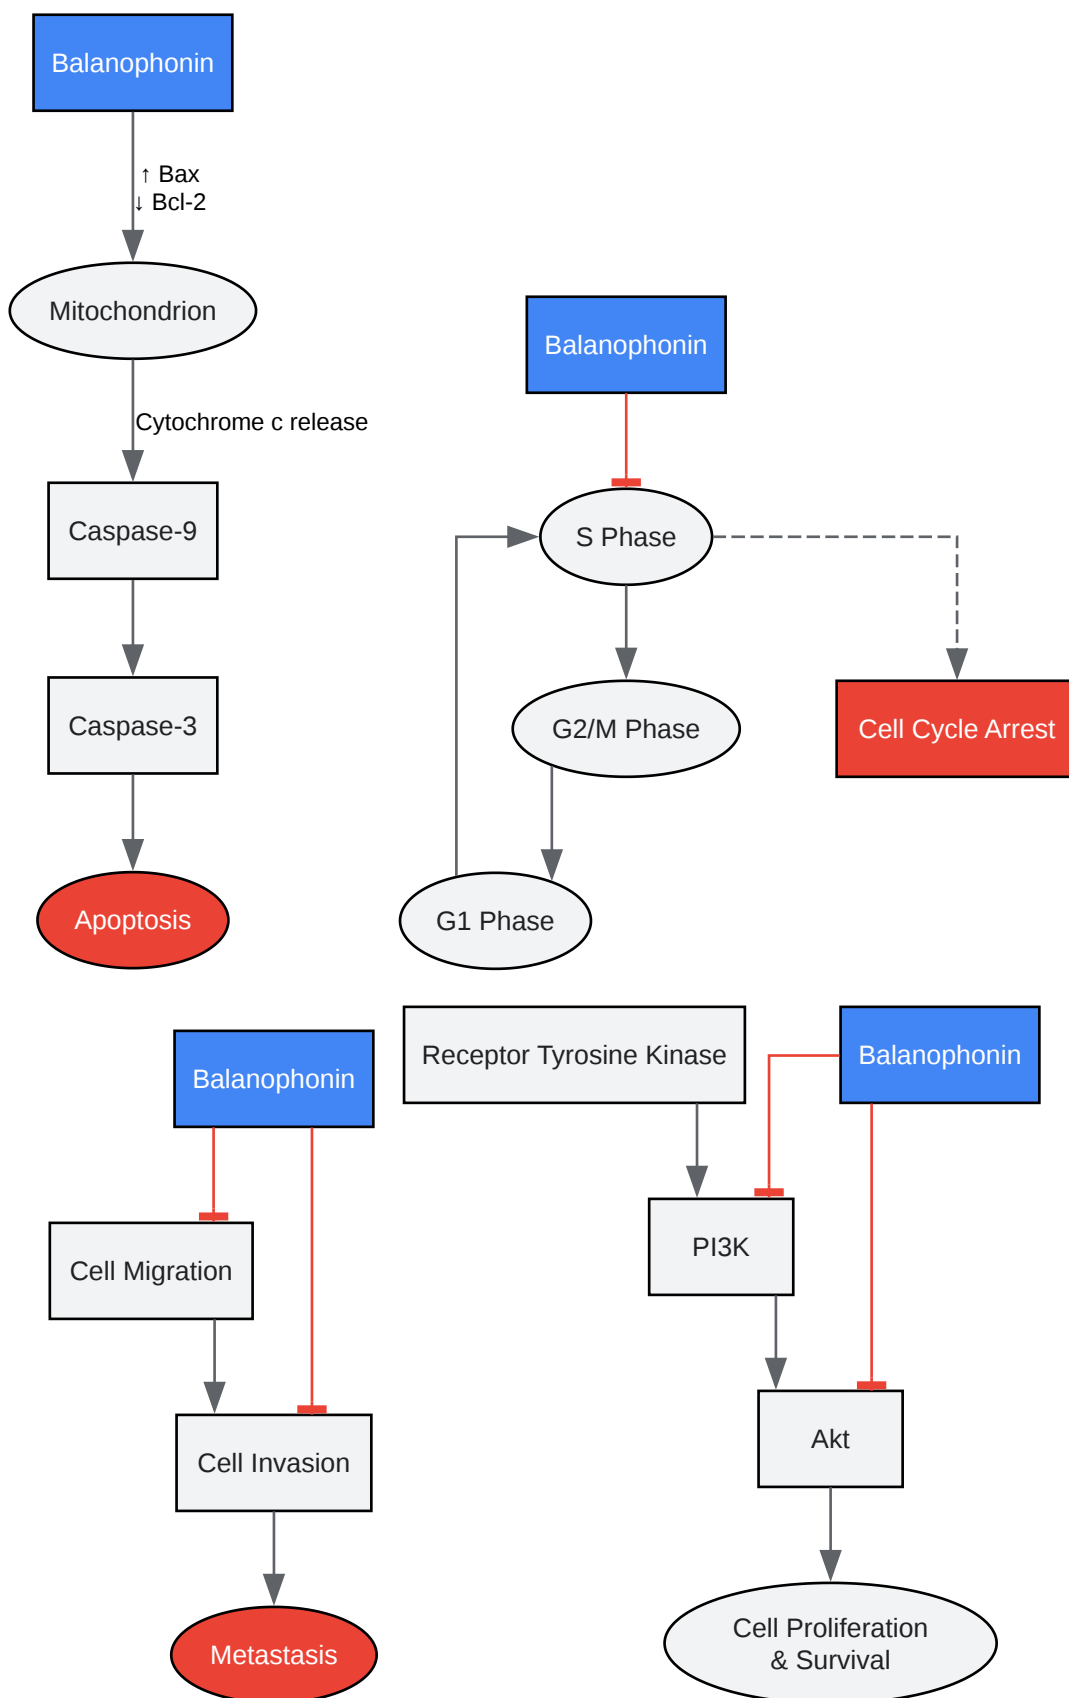 Balanophonin
↑ Bax
↓ Bcl-2
Mitochondrion
Cytochrome c release
Caspase-9
Caspase-3
Apoptosis
Balanophonin
S Phase
G2/M Phase
Cell Cycle Arrest
G1 Phase
Balanophonin
Cell Migration
Cell Invasion
Metastasis
Receptor Tyrosine Kinase
Balanophonin
PI3K
Akt
Cell Proliferation
& Survival